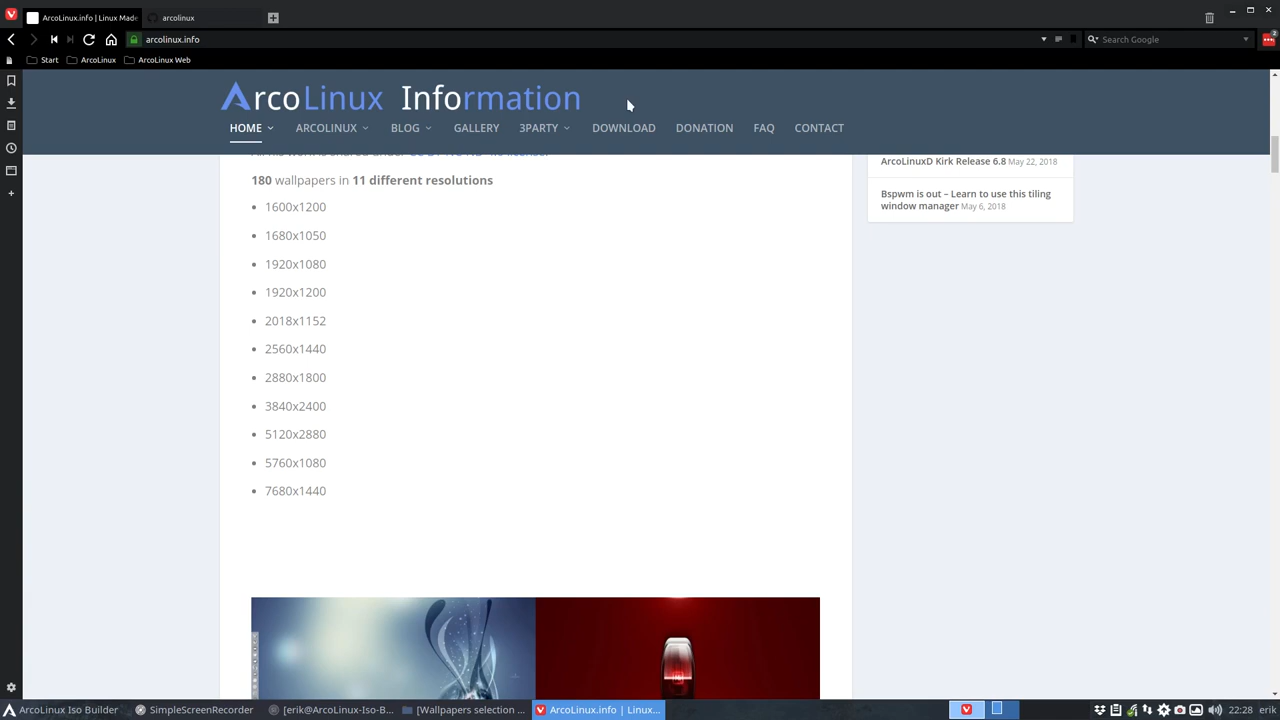 ArcoLinux.info | Linux Made
arcolinux
arcolinux.info
Search Google
2
Start
ArcoLinux
ArcoLinux Web
ArcoLinux Information
HOME
ARCOLINUX
BLOG
GALLERY
3PARTY
DOWNLOAD
DONATION
FAQ
CONTACT
180 wallpapers in 11 different resolutions
1600x1200
1680x1050
1920x1080
1920x1200
2018x1152
2560x1440
2880x1800
3840x2400
5120x2880
5760x1080
7680x1440
ArcoLinuxD Kirk Release 6.8 May 22, 2018
Bspwm is out – Learn to use this tiling
window manager May 6, 2018
ArcoLinux Iso Builder
SimpleScreenRecorder
[erik@ArcoLinux-Iso-B...
[Wallpapers selection ...
ArcoLinux.info | Linux...
22:28
erik